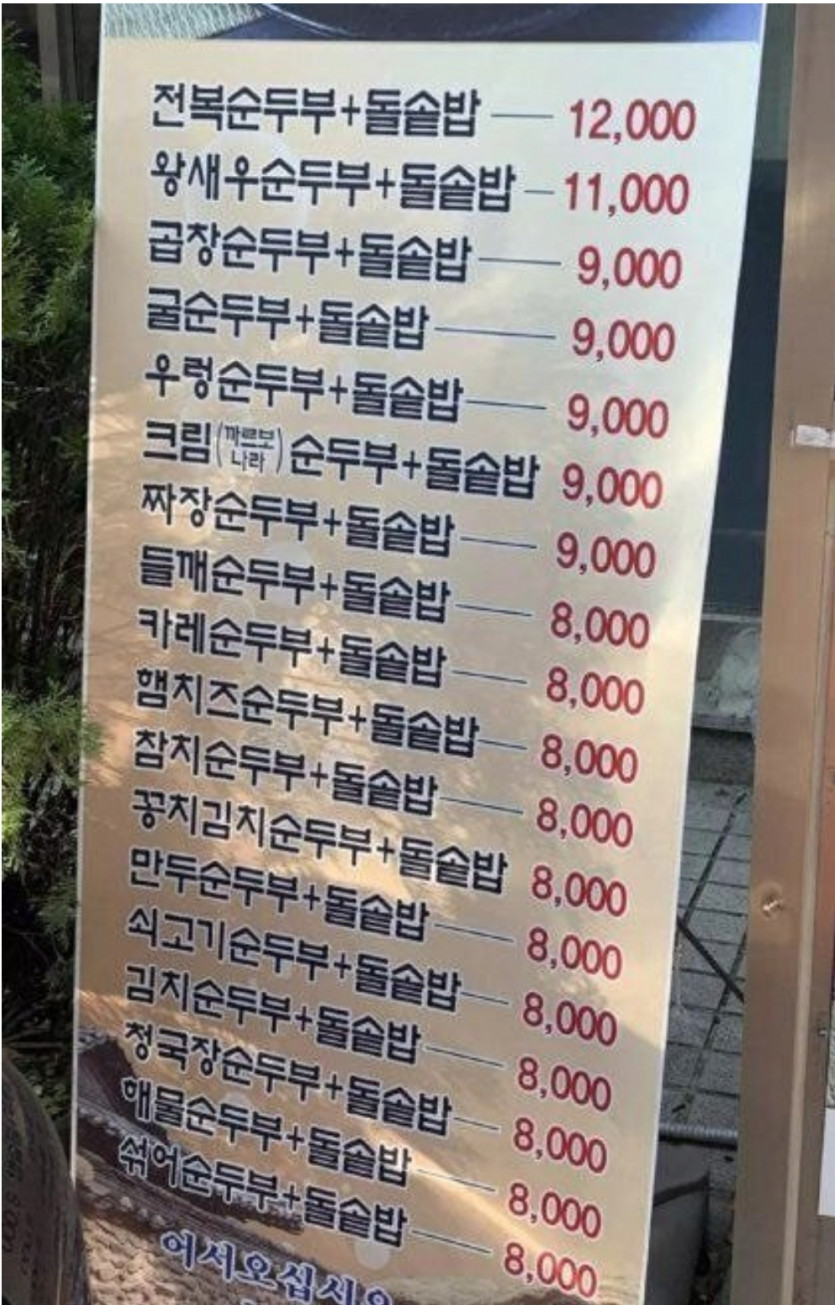 전복순두부+돌솥밥 — 12,000
왕새우순두부+돌솥밥 — 11,000
곱창순두부+돌솥밥 — 9,000
굴순두부+돌솥밥 — 9,000
우렁순두부+돌솥밥 — 9,000
크림(까르보나라)순두부+돌솥밥 9,000
짜장순두부+돌솥밥 — 9,000
들깨순두부+돌솥밥 — 8,000
카레순두부+돌솥밥 — 8,000
햄치즈순두부+돌솥밥 — 8,000
참치순두부+돌솥밥 — 8,000
꽁치김치순두부+돌솥밥 8,000
만두순두부+돌솥밥 — 8,000
쇠고기순두부+돌솥밥 — 8,000
김치순두부+돌솥밥 — 8,000
청국장순두부+돌솥밥 — 8,000
해물순두부+돌솥밥 — 8,000
섞어순두부+돌솥밥 — 8,000
어서오십시오